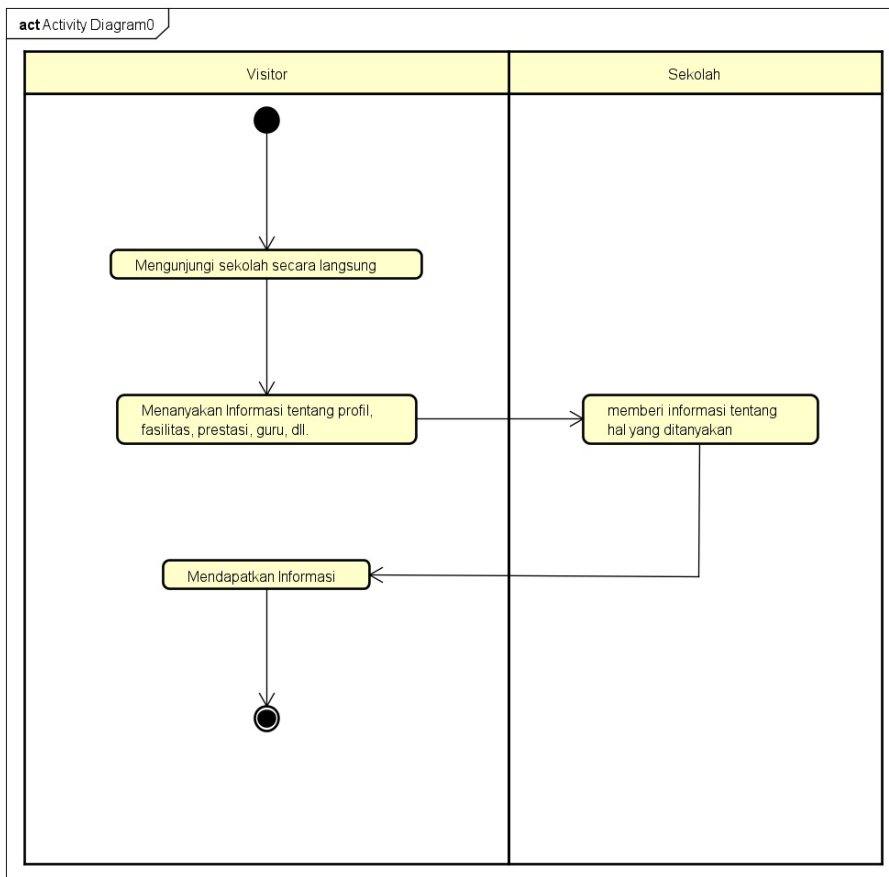 act Activity Diagram0
Visitor
Sekolah
Mengunjungi sekolah secara langsung
Menanyakan Informasi tentang profil,
fasilitas, prestasi, guru, dll.
memberi informasi tentang
hal yang ditanyakan
Mendapatkan Informasi